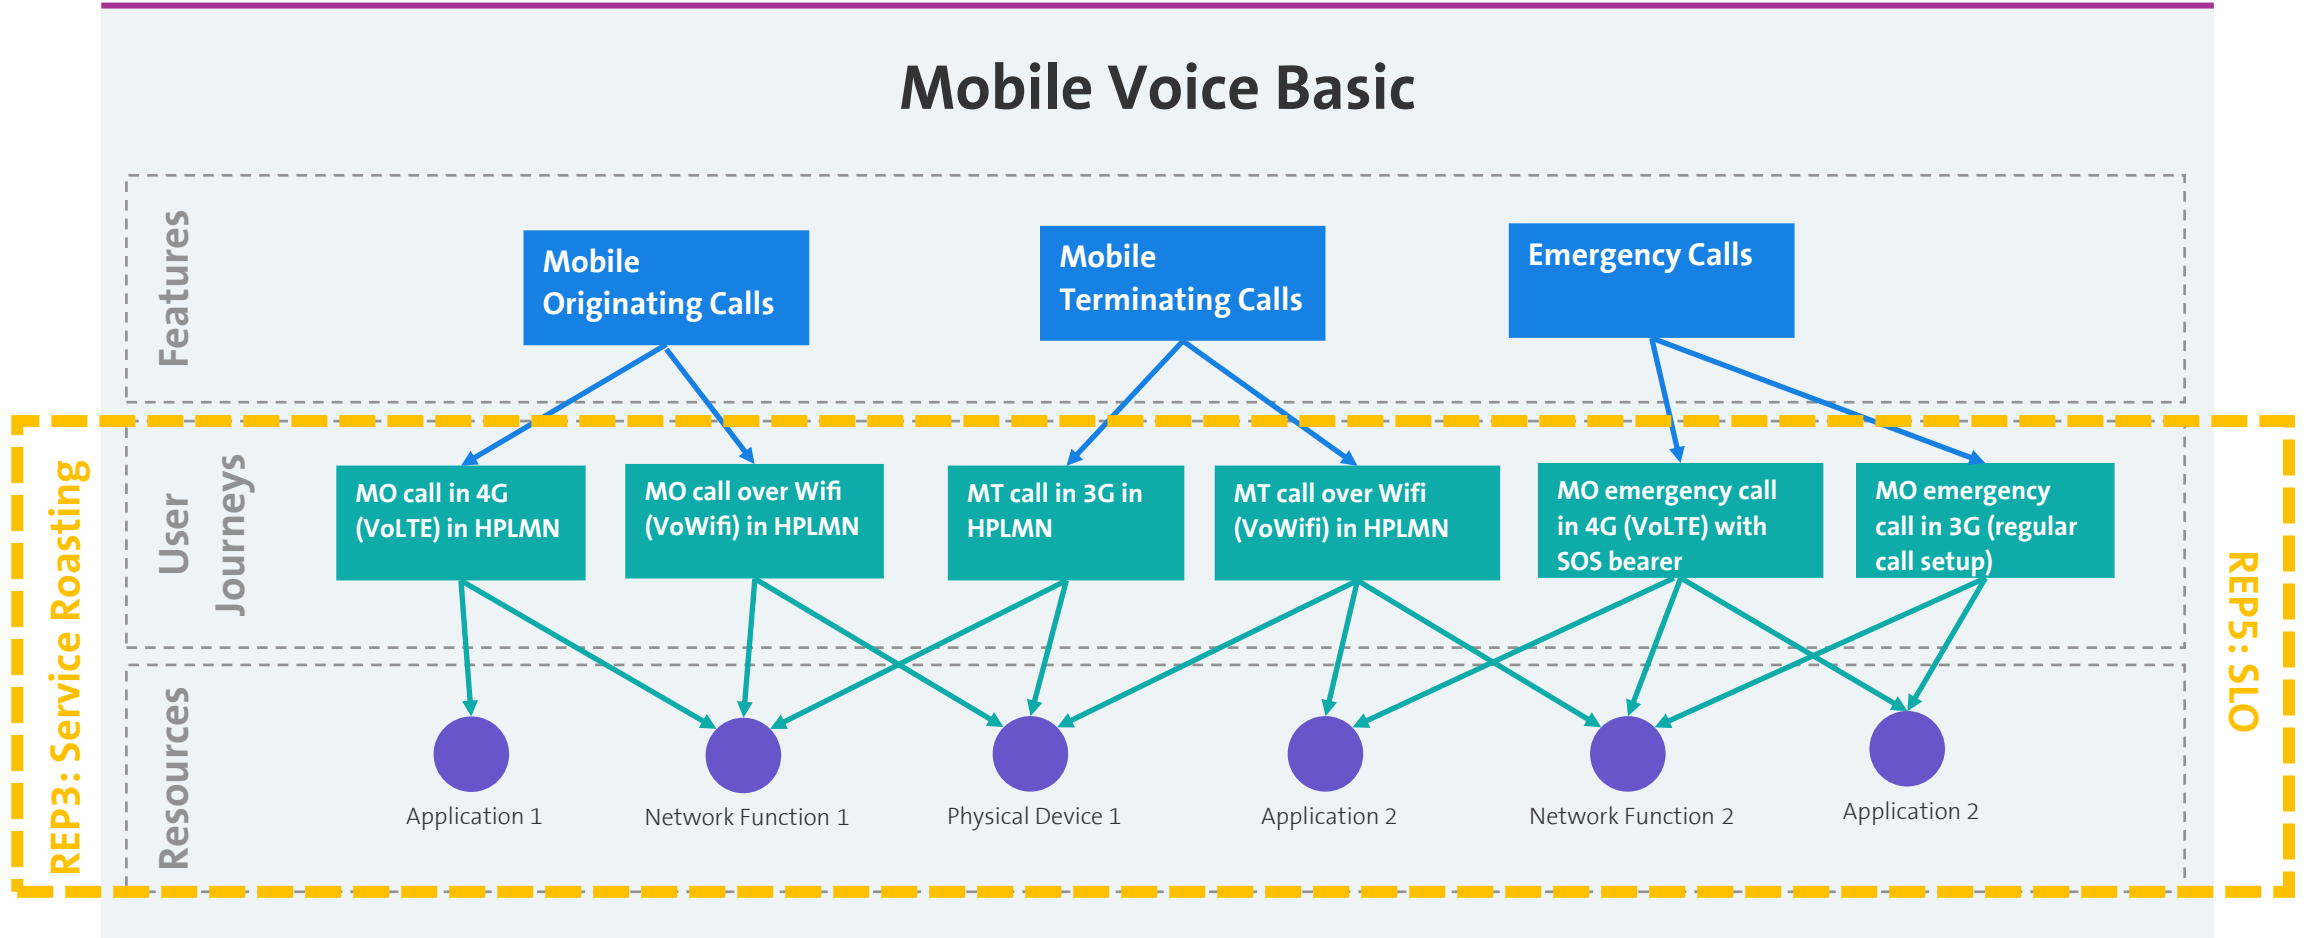 Mobile Voice Basic
Features
Mobile
Originating Calls
Mobile
Terminating Calls
Emergency Calls
REP3: Service Roasting
User
Journeys
MO call in 4G
(VoLTE) in HPLMN
MO call over Wifi
(VoWifi) in HPLMN
MT call in 3G in
HPLMN
MT call over Wifi
(VoWifi) in HPLMN
MO emergency call
in 4G (VoLTE) with
SOS bearer
MO emergency
call in 3G (regular
call setup)
REP5: SLO
Resources
Application 1
Network Function 1
Physical Device 1
Application 2
Network Function 2
Application 2